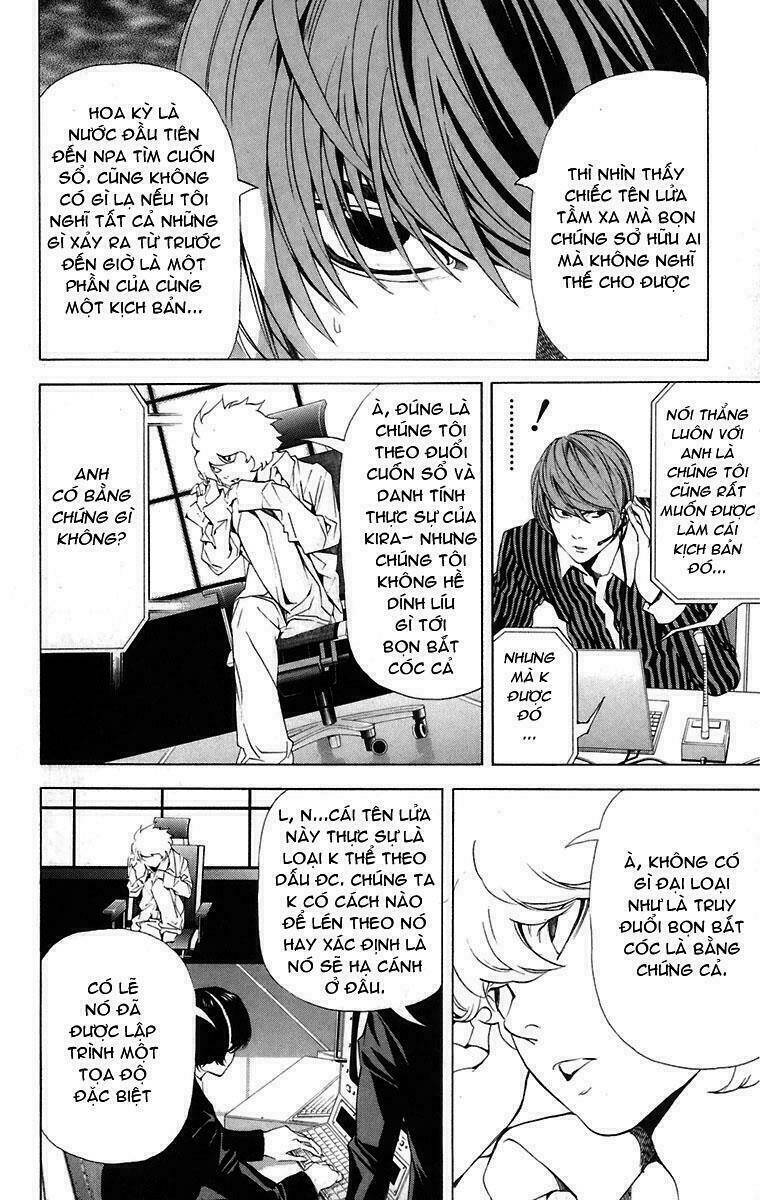 THÌ NHÌN THẤY
CHIẾC TÊN LỬA
TẦM XA MÀ BỌN
CHÚNG SỞ HỮU AI
MÀ KHÔNG NGHĨ
THẾ CHO ĐƯỢC
HOA KỲ LÀ
NƯỚC ĐẦU TIÊN
ĐẾN NPA TÌM CUỐN
SỔ. CŨNG KHÔNG
CÓ GÌ LẠ NẾU TÔI
NGHĨ TẤT CẢ NHỮNG
GÌ XẢY RA TỪ TRƯỚC
ĐẾN GIỜ LÀ MỘT
PHẦN CỦA CÙNG
MỘT KỊCH BẢN...
NÓI THẲNG
LUÔN VỚI
ANH LÀ
CHÚNG TÔI
CŨNG RẤT
MUỐN ĐƯỢC
LÀM CÁI
KỊCH BẢN
ĐÓ...
!
NHƯNG
MÀ K
ĐƯỢC
ĐÓ
...
À, ĐÚNG LÀ
CHÚNG TÔI
THEO ĐUỔI
CUỐN SỔ VÀ
DANH TÍNH
THỰC SỰ CỦA
KIRA- NHƯNG
CHÚNG TÔI
KHÔNG HỀ
DÍNH LÍU
GÌ TỚI
BỌN BẮT
CÓC CẢ
ANH
CÓ BẰNG
CHỨNG GÌ
KHÔNG?
À, KHÔNG CÓ
GÌ ĐẠI LOẠI
NHƯ LÀ TRUY
ĐUỔI BỌN BẮT
CÓC LÀ BẰNG
CHỨNG CẢ.
L, N...CÁI TÊN LỬA
NÀY THỰC SỰ LÀ
LOẠI K THỂ THEO
DẤU ĐC. CHÚNG TA
K CÓ CÁCH NÀO
ĐỂ LÉN THEO NÓ
HAY XÁC ĐỊNH LÀ
NÓ SẼ HẠ CÁNH
Ở ĐÂU.
CÓ LẼ
NÓ ĐÃ
ĐƯỢC LẬP
TRÌNH MỘT
TỌA ĐỘ
ĐẶC BIỆT